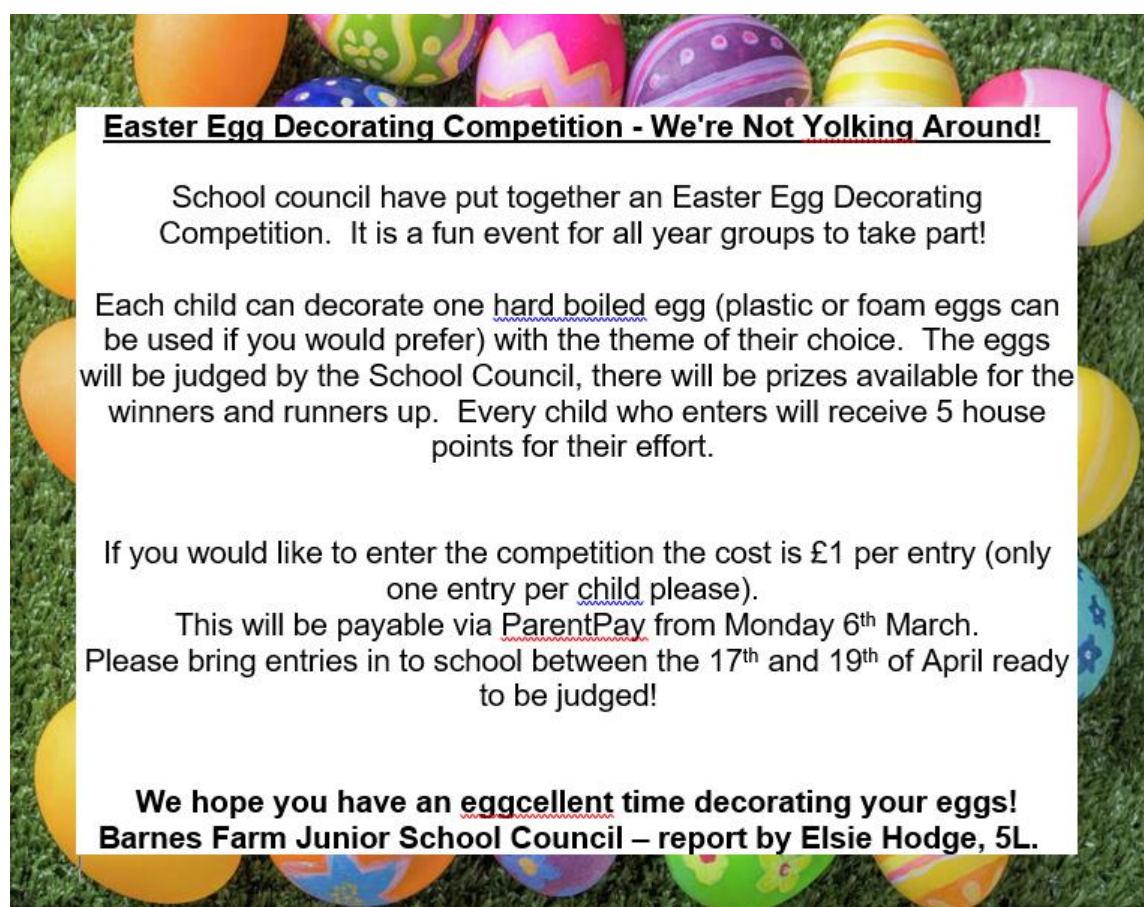 Easter Egg Decorating Competition - We're Not Yolking Around!
School council have put together an Easter Egg Decorating
Competition.  It is a fun event for all year groups to take part!
Each child can decorate one hard boiled egg (plastic or foam eggs can
be used if you would prefer) with the theme of their choice.  The eggs
will be judged by the School Council, there will be prizes available for the
winners and runners up.  Every child who enters will receive 5 house
points for their effort.
If you would like to enter the competition the cost is £1 per entry (only
one entry per child please).
This will be payable via ParentPay from Monday 6th March.
Please bring entries in to school between the 17th and 19th of April ready
to be judged!
We hope you have an eggcellent time decorating your eggs!
Barnes Farm Junior School Council – report by Elsie Hodge, 5L.